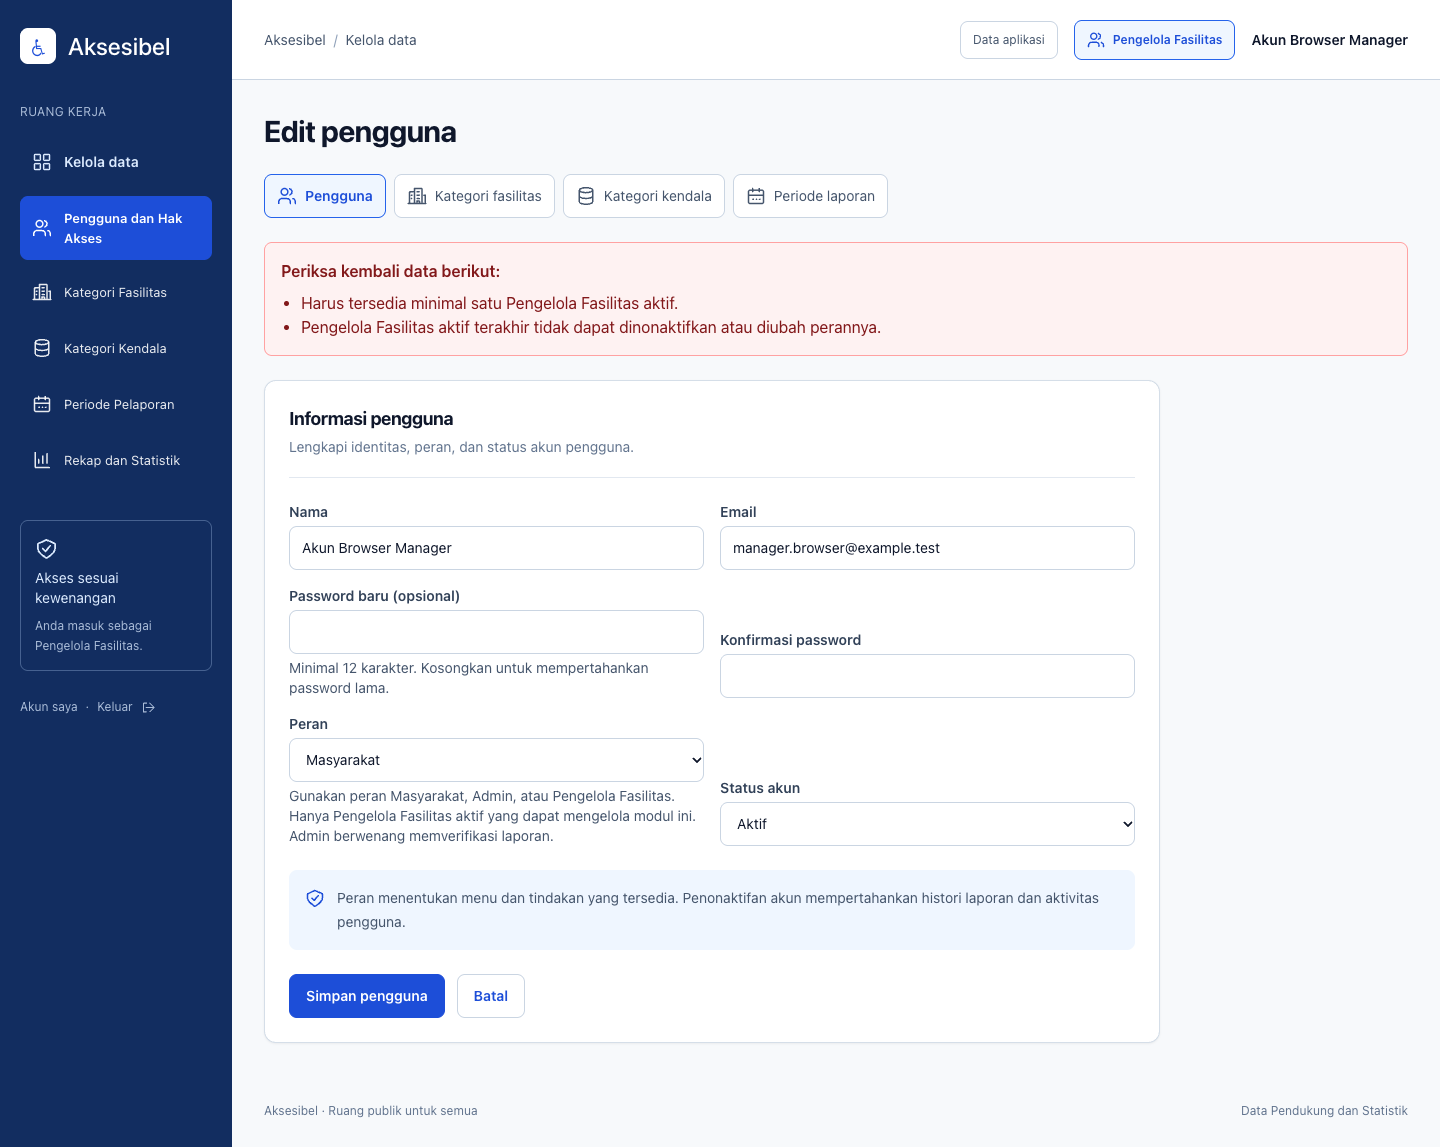 Aksesibel
RUANG KERJA
Kelola data
Pengguna dan Hak
Akses
Kategori Fasilitas
Kategori Kendala
Periode Pelaporan
Rekap dan Statistik
Akses sesuai
kewenangan
Anda masuk sebagai
Pengelola Fasilitas.
Akun saya · Keluar
Aksesibel / Kelola data
Data aplikasi
Pengelola Fasilitas
Akun Browser Manager
Edit pengguna
Pengguna
Kategori fasilitas
Kategori kendala
Periode laporan
Periksa kembali data berikut:
• Harus tersedia minimal satu Pengelola Fasilitas aktif.
• Pengelola Fasilitas aktif terakhir tidak dapat dinonaktifkan atau diubah perannya.
Informasi pengguna
Lengkapi identitas, peran, dan status akun pengguna.
Nama
Akun Browser Manager
Email
manager.browser@example.test
Password baru (opsional)
Minimal 12 karakter. Kosongkan untuk mempertahankan
password lama.
Konfirmasi password
Peran
Masyarakat
Gunakan peran Masyarakat, Admin, atau Pengelola Fasilitas.
Hanya Pengelola Fasilitas aktif yang dapat mengelola modul ini.
Admin berwenang memverifikasi laporan.
Status akun
Aktif
Peran menentukan menu dan tindakan yang tersedia. Penonaktifan akun mempertahankan histori laporan dan aktivitas
pengguna.
Simpan pengguna
Batal
Aksesibel · Ruang publik untuk semua
Data Pendukung dan Statistik